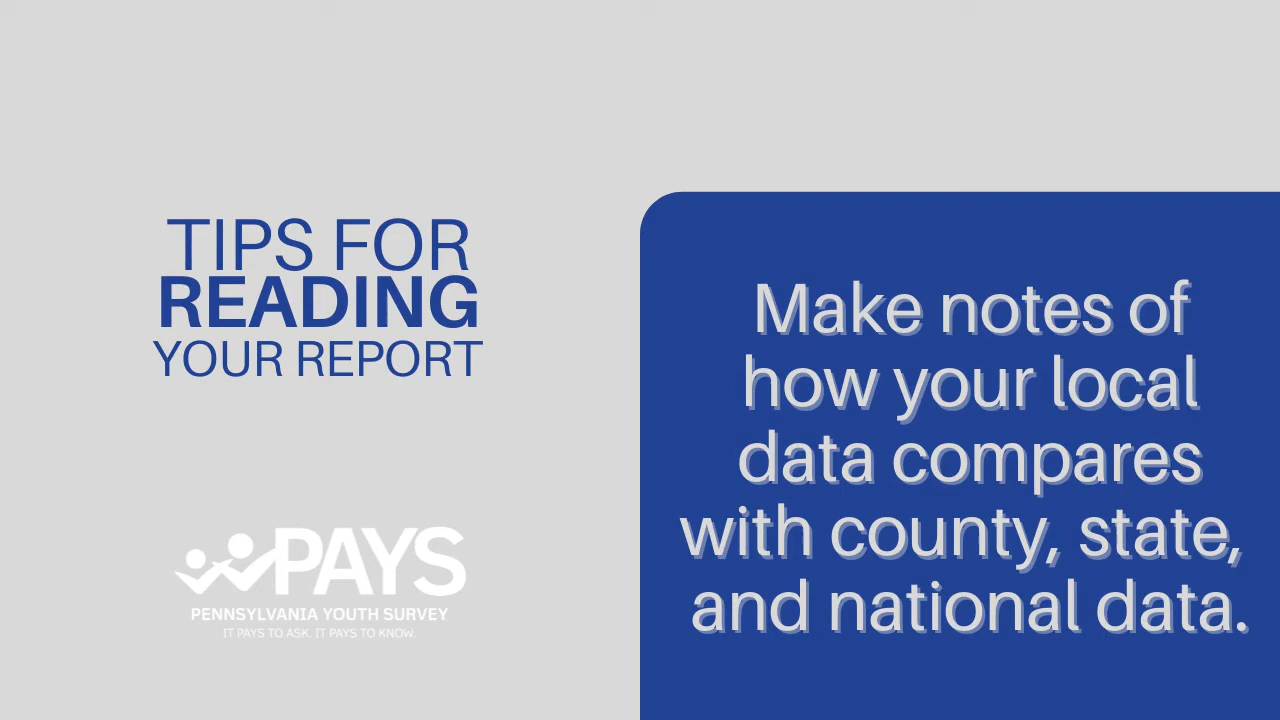 TIPS FOR
READING
YOUR REPORT
PAYS
PENNSYLVANIA YOUTH SURVEY
IT PAYS TO ASK. IT PAYS TO KNOW.
Make notes of
how your local
data compares
with county, state,
and national data.